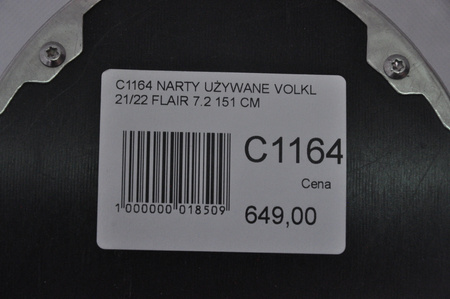 C1164 NARTY UŻYWANE VOLKL
21/22 FLAIR 7.2 151 CM
C1164
Cena
649,00
1 000000 018509